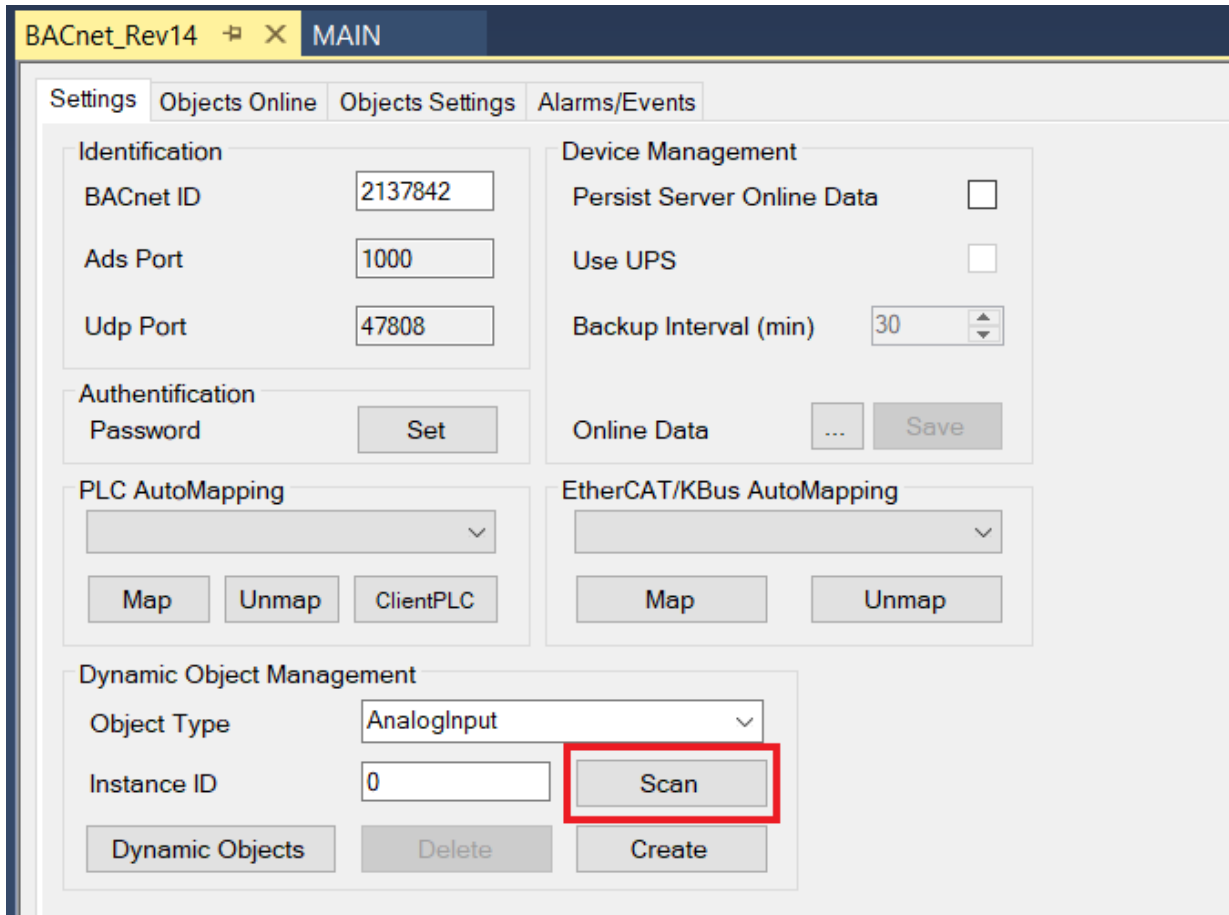 BACnet_Rev14 MAIN
Settings Objects Online Objects Settings Alarms/Events
Identification
BACnet ID 2137842
Ads Port 1000
Udp Port 47808
Authentification
Password Set
Device Management
Persist Server Online Data
Use UPS
Backup Interval (min) 30
Online Data ... Save
PLC AutoMapping
Map Unmap ClientPLC
EtherCAT/KBus AutoMapping
Map Unmap
Dynamic Object Management
Object Type AnalogInput
Instance ID 0 Scan
Dynamic Objects Delete Create